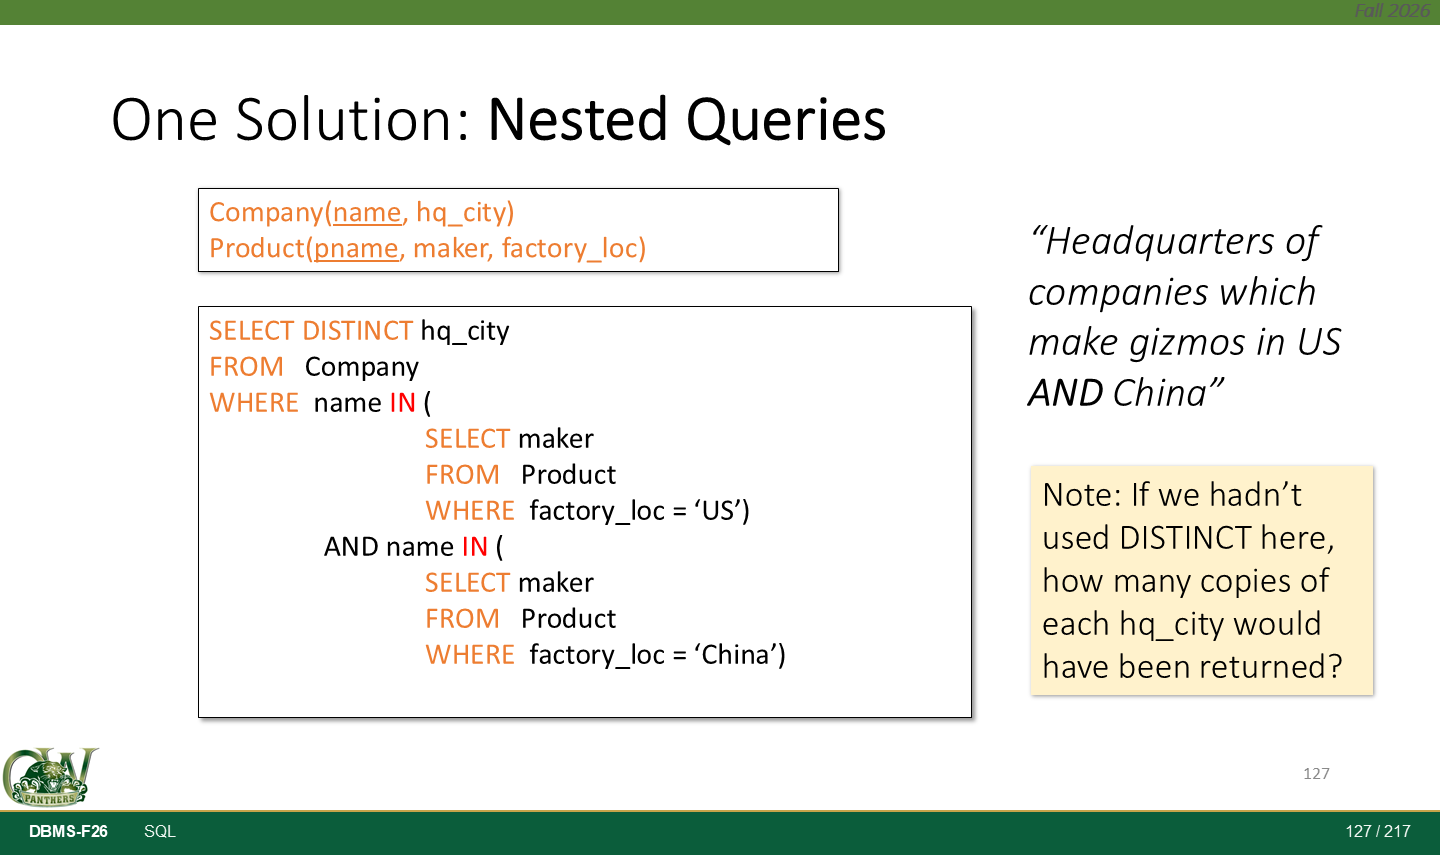 Fall 2026
One Solution: Nested Queries
Company(name, hq_city)
Product(pname, maker, factory_loc)
SELECT DISTINCT hq_city
FROM Company
WHERE name IN (
SELECT maker
FROM Product
WHERE factory_loc = ‘US’)
AND name IN (
SELECT maker
FROM Product
WHERE factory_loc = ‘China’)
“Headquarters of
companies which
make gizmos in US
AND China”
Note: If we hadn’t
used DISTINCT here,
how many copies of
each hq_city would
have been returned?
127
OW
PANTHERS
DBMS-F26 SQL 127 / 217